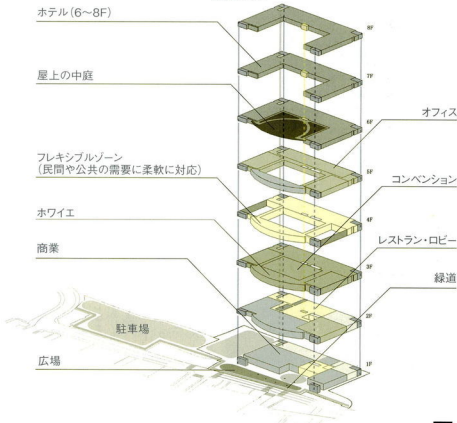 ホテル(6〜8F)
屋上の中庭
フレキシブルゾーン
(民間や公共の需要に柔軟に対応)
ホワイエ
商業
駐車場
広場
8F
7F
6F
5F
4F
3F
2F
1F
オフィス
コンベンション
レストラン・ロビー
緑道